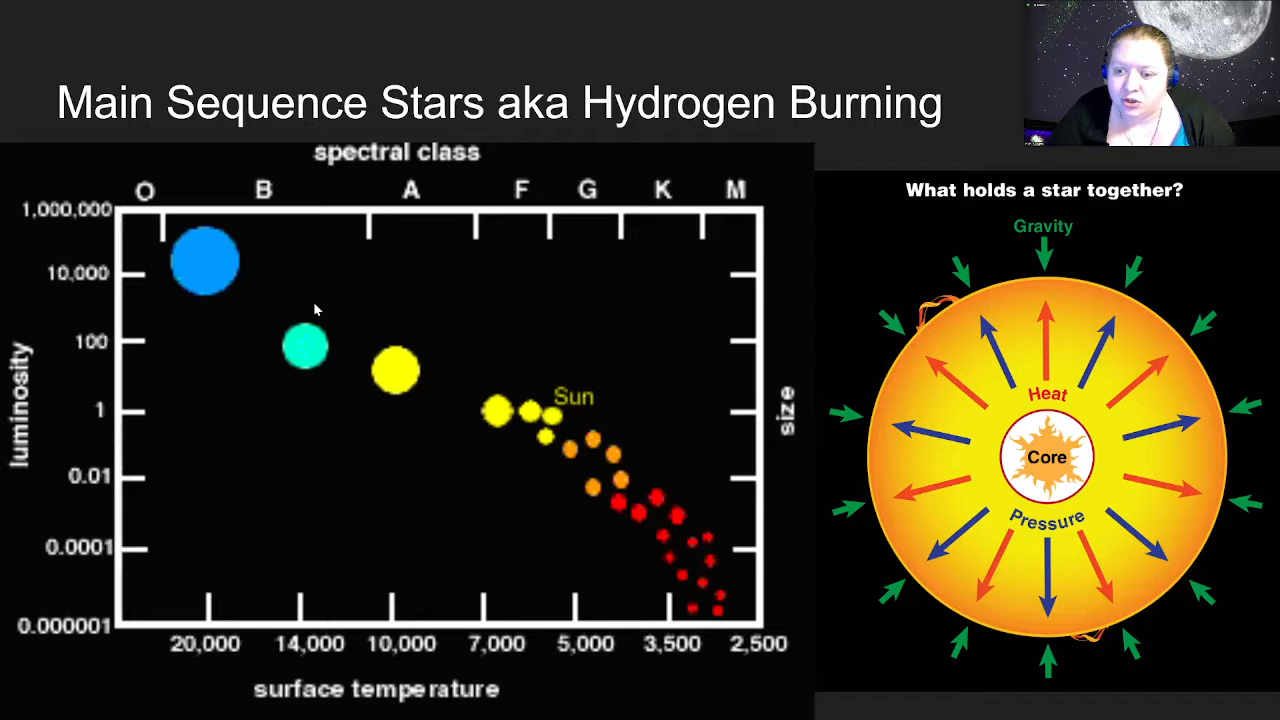 Main Sequence Stars aka Hydrogen Burning
spectral class
O B A F G K M
1,000,000
10,000
100
1
0.01
0.0001
0.000001
luminosity
Sun
size
20,000 14,000 10,000 7,000 5,000 3,500 2,500
surface temperature
What holds a star together?
Gravity
Heat
Core
Pressure